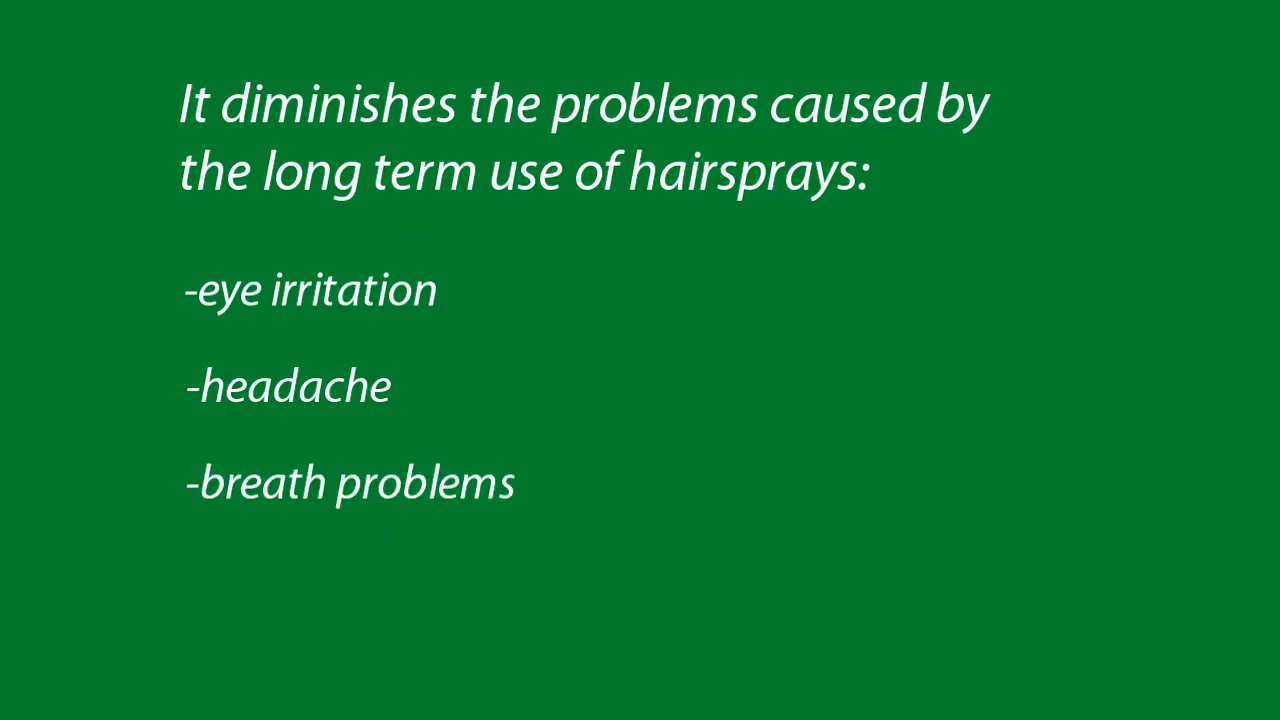 It diminishes the problems caused by
the long term use of hairsprays:
-eye irritation
-headache
-breath problems